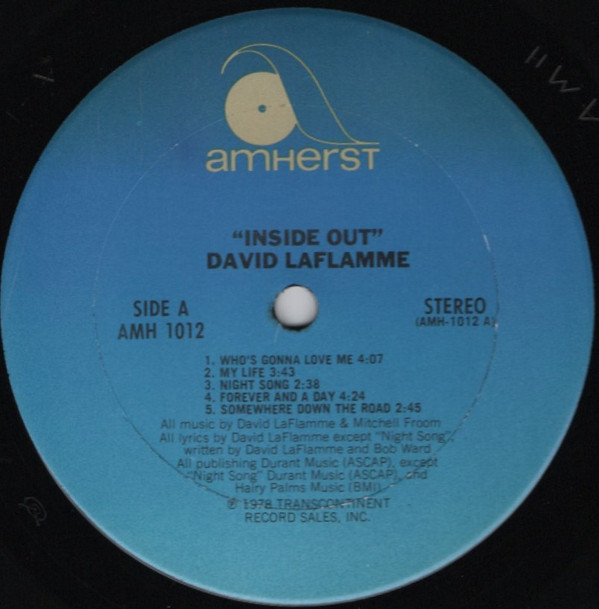 amHerST
"INSIDE OUT"
DAVID LAFLAMME
SIDE A
AMH 1012
STEREO
(AMH-1012 A)
1. WHO'S GONNA LOVE ME 4:07
2. MY LIFE 3:43
3. NIGHT SONG 2:38
4. FOREVER AND A DAY 4:24
5. SOMEWHERE DOWN THE ROAD 2:45
All music by David LaFlamme & Mitchell Froom
All lyrics by David LaFlamme except "Night Song",
written by David LaFlamme and Bob Ward
All publishing Durant Music (ASCAP), except
"Night Song" Durant Music (ASCAP), and
Hairy Palms Music (BMI)
℗ 1978 TRANSCONTINENT
RECORD SALES, INC.